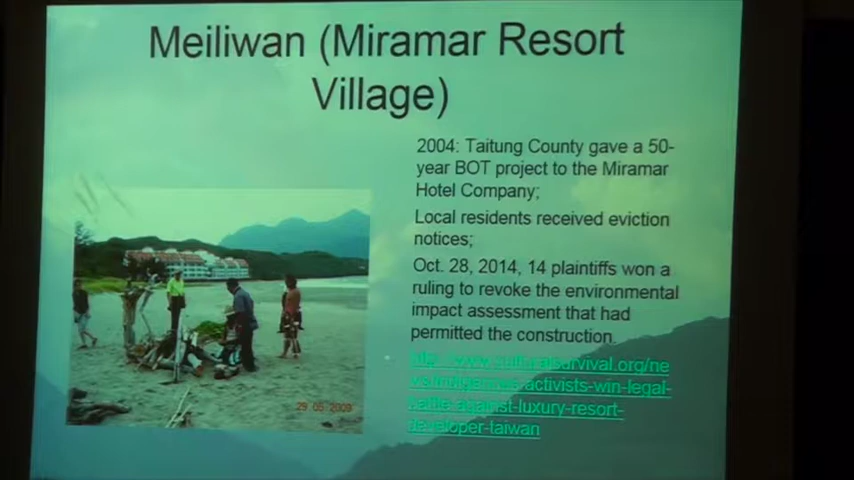 Meiliwan (Miramar Resort
Village)
2004: Taitung County gave a 50-
year BOT project to the Miramar
Hotel Company;
Local residents received eviction
notices;
Oct. 28, 2014, 14 plaintiffs won a
ruling to revoke the environmental
impact assessment that had
permitted the construction.
http://www.culturalsurvival.org/ne
ws/indigenous-activists-win-legal-
battle-against-luxury-resort-
developer-taiwan
29 05 2009